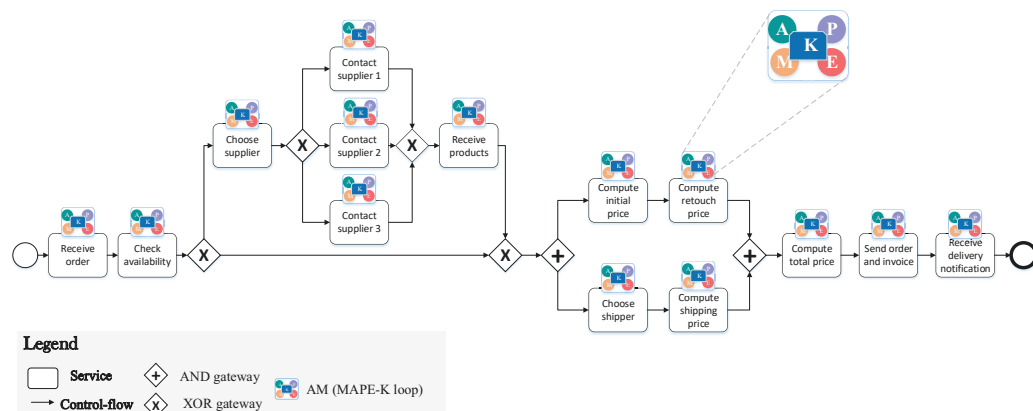 A P
K
M E
Contact
supplier 1
Choose
supplier
X
Contact
supplier 2
X
Receive
products
Contact
supplier 3
Compute
initial
price
Compute
retouch
price
Receive
order
Check
availability
X
X
+
+
Compute
total price
Send order
and invoice
Receive
delivery
notification
Choose
shipper
Compute
shipping
price
Legend
Service
AND gateway
AM (MAPE-K loop)
Control-flow
X
XOR gateway